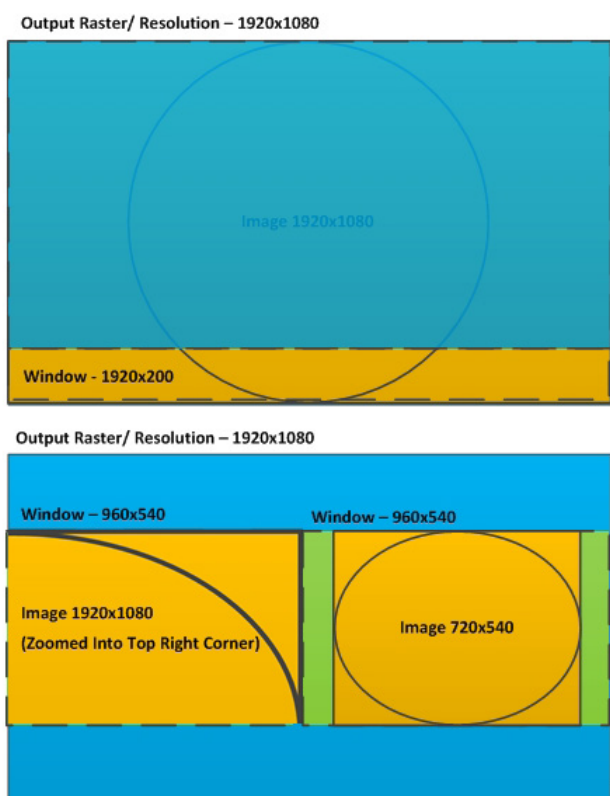 Output Raster/ Resolution – 1920x1080
Image 1920x1080
Window - 1920x200
Output Raster/ Resolution – 1920x1080
Window – 960x540
Window – 960x540
Image 1920x1080
(Zoomed Into Top Right Corner)
Image 720x540